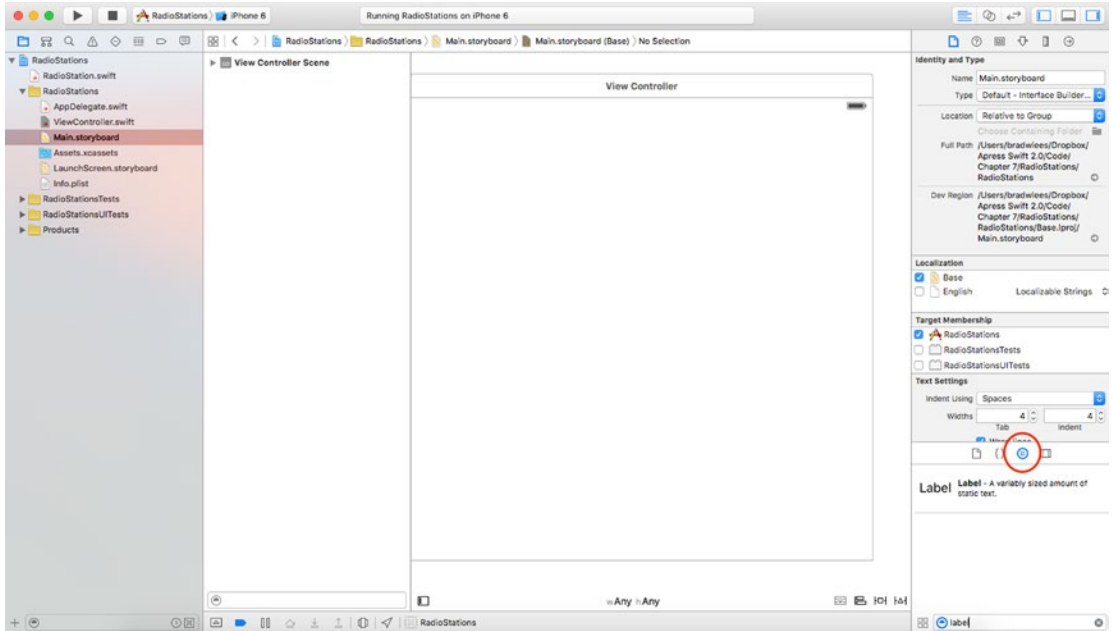 RadioStations
iPhone 6
Running RadioStations on iPhone 6
RadioStations
RadioStations
Main.storyboard
Main.storyboard (Base)
No Selection
RadioStations
RadioStation.swift
RadioStations
AppDelegate.swift
ViewController.swift
Main.storyboard
Assets.xcassets
LaunchScreen.storyboard
Info.plist
RadioStationsTests
RadioStationsUITests
Products
View Controller Scene
View Controller
wAny hAny
RadioStations
Identity and Type
Name Main.storyboard
Type Default - Interface Builder...
Location Relative to Group
Choose Containing Folder
Full Path /Users/bradwlees/Dropbox/
Apress Swift 2.0/Code/
Chapter 7/RadioStations/
RadioStations
Dev Region /Users/bradwlees/Dropbox/
Apress Swift 2.0/Code/
Chapter 7/RadioStations/
RadioStations/Base.lproj/
Main.storyboard
Localization
Base
English Localizable Strings
Target Membership
RadioStations
RadioStationsTests
RadioStationsUITests
Text Settings
Indent Using Spaces
Widths 4 4
Tab Indent
Label Label - A variably sized amount of
static text.
label